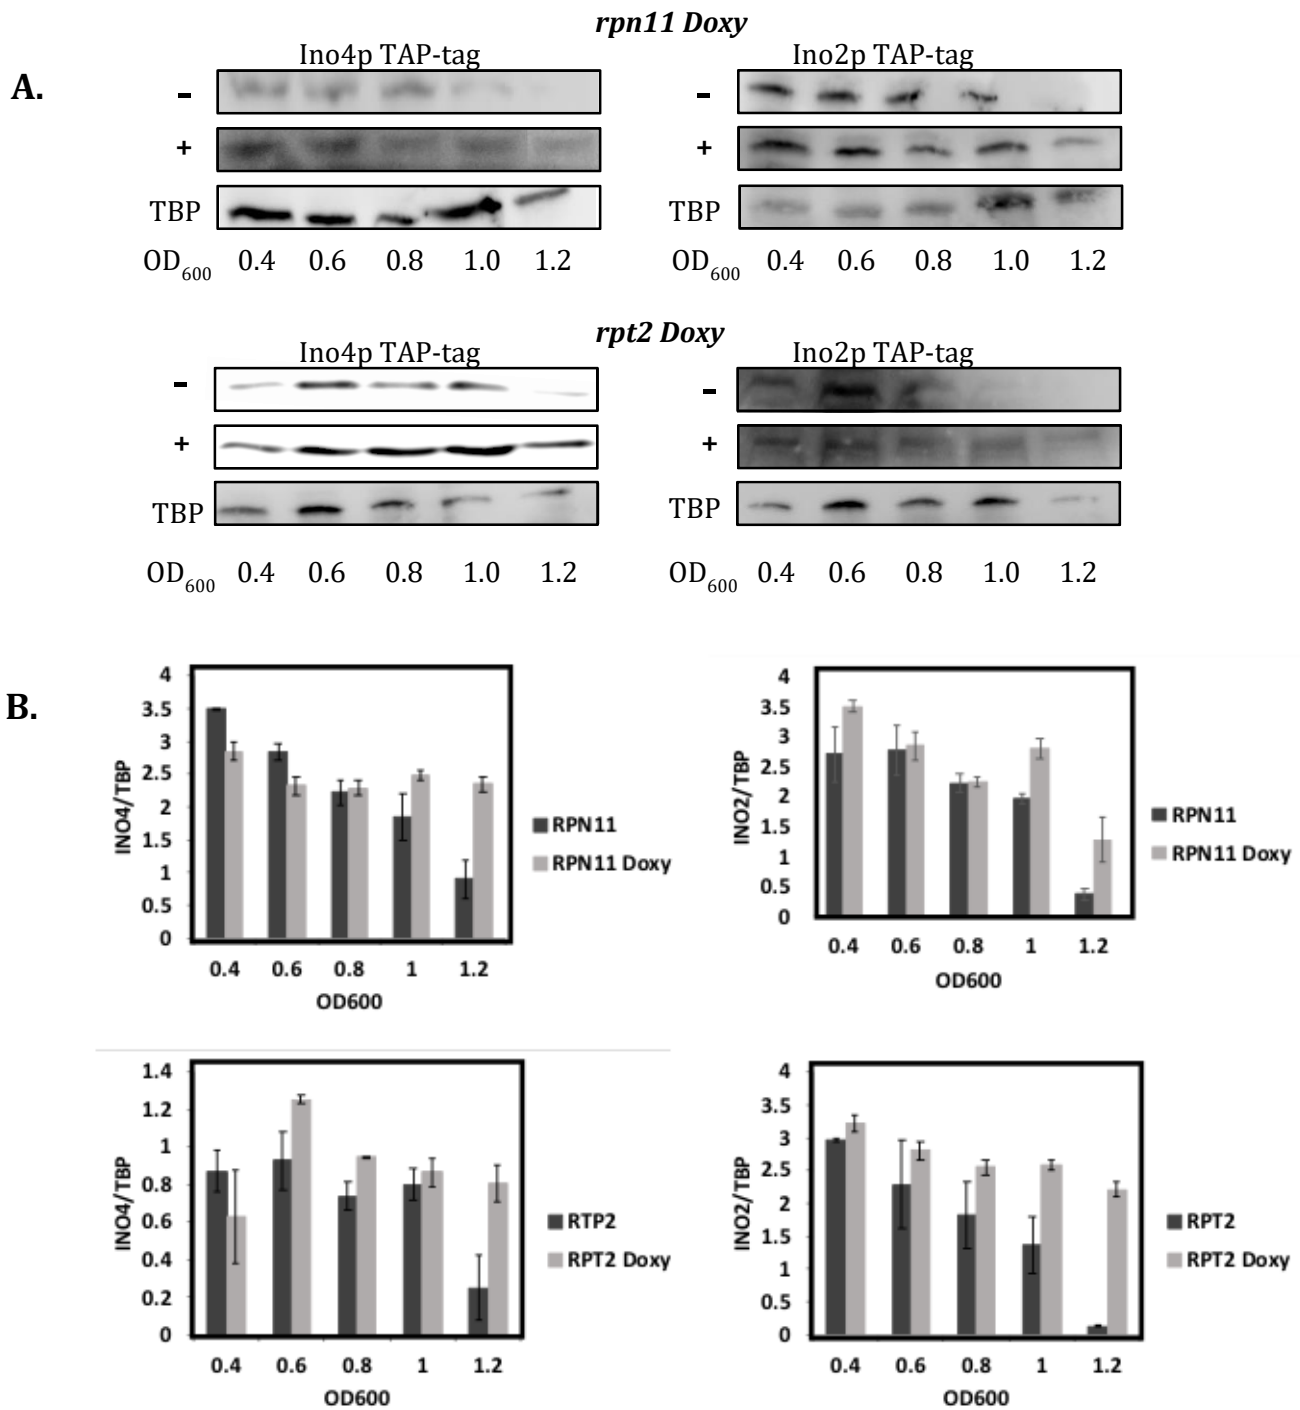 rpn11 Doxy
Ino4p TAP-tag
Ino2p TAP-tag
A.
-
-
+
+
TBP
TBP
OD600 0.4 0.6 0.8 1.0 1.2
OD600 0.4 0.6 0.8 1.0 1.2
rpt2 Doxy
Ino4p TAP-tag
Ino2p TAP-tag
-
-
+
+
TBP
TBP
OD600 0.4 0.6 0.8 1.0 1.2
OD600 0.4 0.6 0.8 1.0 1.2
B.
INO4/TBP
4
3.5
3
2.5
2
1.5
1
0.5
0
0.4 0.6 0.8 1 1.2
OD600
RPN11
RPN11 Doxy
INO2/TBP
4
3.5
3
2.5
2
1.5
1
0.5
0
0.4 0.6 0.8 1 1.2
OD600
RPN11
RPN11 Doxy
INO4/TBP
1.4
1.2
1
0.8
0.6
0.4
0.2
0
0.4 0.6 0.8 1 1.2
OD600
RTP2
RPT2 Doxy
INO2/TBP
4
3.5
3
2.5
2
1.5
1
0.5
0
0.4 0.6 0.8 1 1.2
OD600
RPT2
RPT2 Doxy